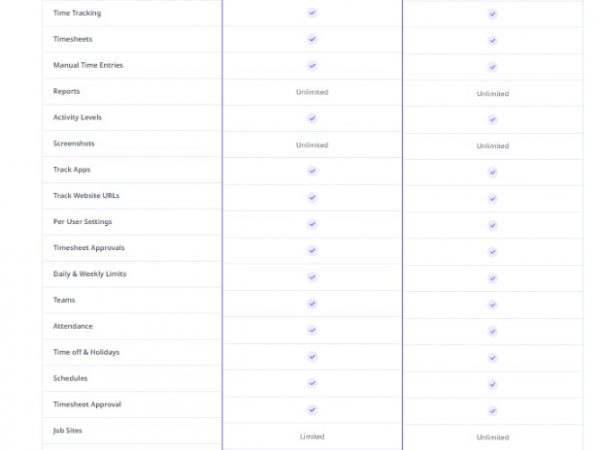 Time Tracking
Timesheets
Manual Time Entries
Reports Unlimited Unlimited
Activity Levels
Screenshots Unlimited Unlimited
Track Apps
Track Website URLs
Per User Settings
Timesheet Approvals
Daily & Weekly Limits
Teams
Attendance
Time off & Holidays
Schedules
Timesheet Approval
Job Sites Limited Unlimited